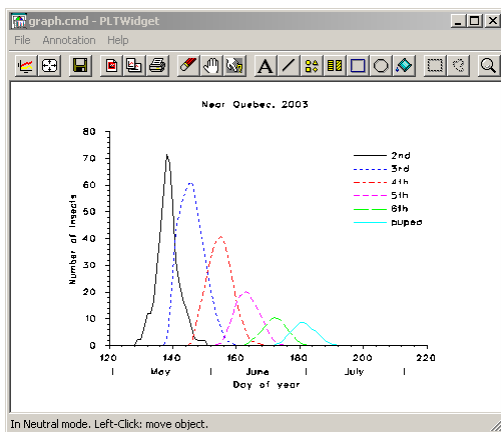 graph.cmd - PLTWidget
File Annotation Help
A
Near Quebec, 2003
80
70
60
50
40
30
20
10
0
Number of Insects
2nd
3rd
4th
5th
6th
pupea
120 140 160 180 200 220
| May | June | July |
Day of year
In Neutral mode. Left-Click: move object.